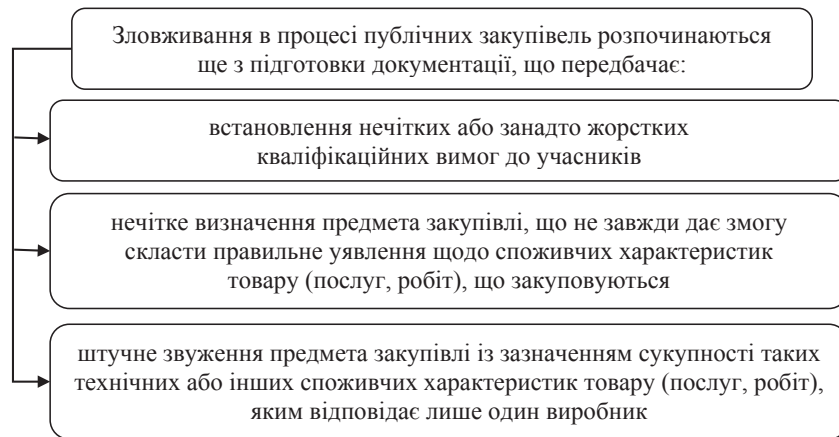 Зловживання в процесі публічних закупівель розпочинаються
ще з підготовки документації, що передбачає:
встановлення нечітких або занадто жорстких
кваліфікаційних вимог до учасників
нечітке визначення предмета закупівлі, що не завжди дає змогу
скласти правильне уявлення щодо споживчих характеристик
товару (послуг, робіт), що закуповуються
штучне звуження предмета закупівлі із зазначенням сукупності таких
технічних або інших споживчих характеристик товару (послуг, робіт),
яким відповідає лише один виробник